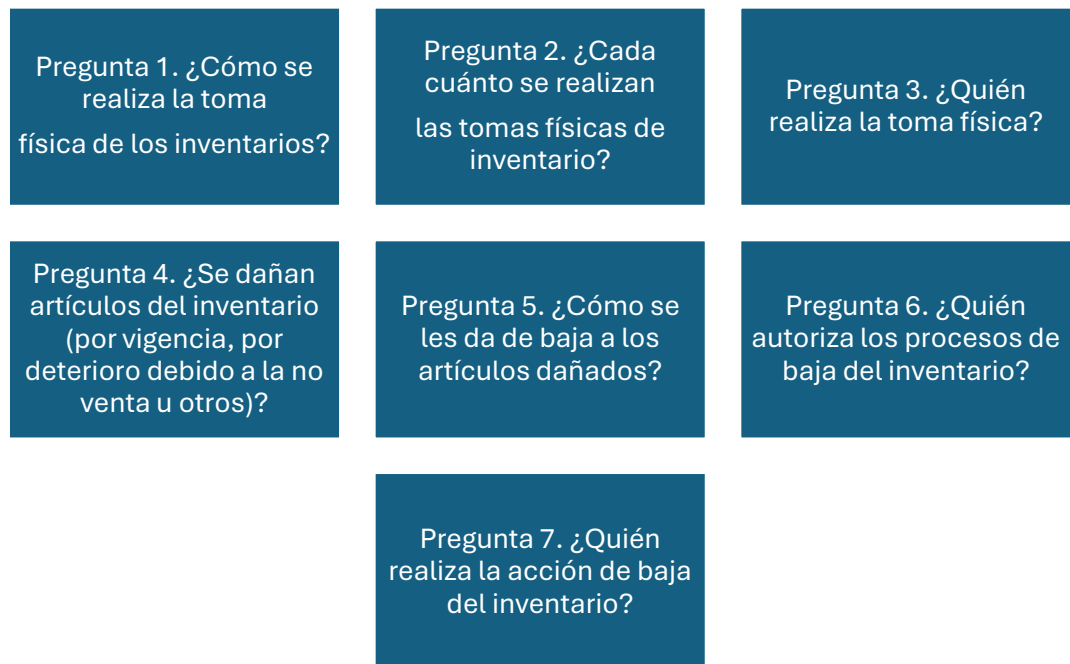 Pregunta 1. ¿Cómo se
realiza la toma
física de los inventarios?
Pregunta 2. ¿Cada
cuánto se realizan
las tomas físicas de
inventario?
Pregunta 3. ¿Quién
realiza la toma física?
Pregunta 4. ¿Se dañan
artículos del inventario
(por vigencia, por
deterioro debido a la no
venta u otros)?
Pregunta 5. ¿Cómo se
les da de baja a los
artículos dañados?
Pregunta 6. ¿Quién
autoriza los procesos de
baja del inventario?
Pregunta 7. ¿Quién
realiza la acción de baja
del inventario?